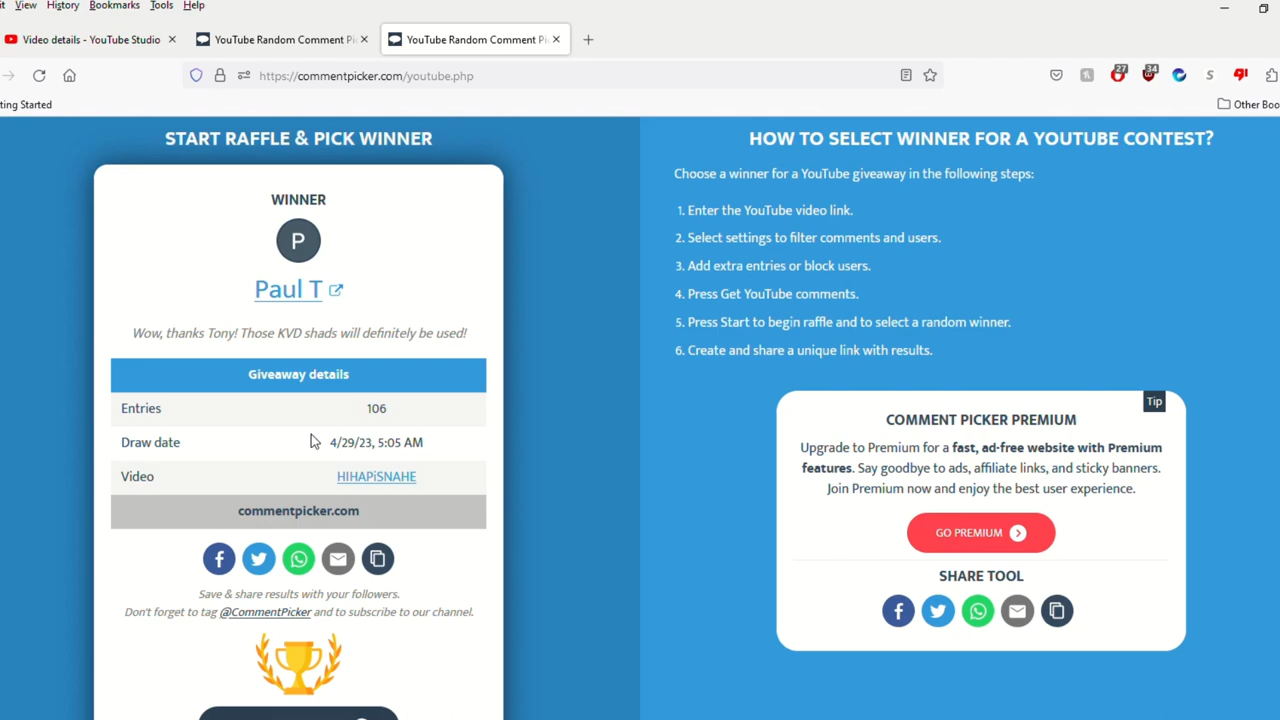 it View History Bookmarks Tools Help
Video details - YouTube Studio
YouTube Random Comment Pi
YouTube Random Comment Pi
https://commentpicker.com/youtube.php
27
34
ting Started
Other Boo
START RAFFLE & PICK WINNER
WINNER
P
Paul T
Wow, thanks Tony! Those KVD shads will definitely be used!
Giveaway details
Entries 106
Draw date 4/29/23, 5:05 AM
Video HIHAPiSNAHE
commentpicker.com
Save & share results with your followers.
Don't forget to tag @CommentPicker and to subscribe to our channel.
HOW TO SELECT WINNER FOR A YOUTUBE CONTEST?
Choose a winner for a YouTube giveaway in the following steps:
1. Enter the YouTube video link.
2. Select settings to filter comments and users.
3. Add extra entries or block users.
4. Press Get YouTube comments.
5. Press Start to begin raffle and to select a random winner.
6. Create and share a unique link with results.
Tip
COMMENT PICKER PREMIUM
Upgrade to Premium for a fast, ad-free website with Premium
features. Say goodbye to ads, affiliate links, and sticky banners.
Join Premium now and enjoy the best user experience.
GO PREMIUM
SHARE TOOL